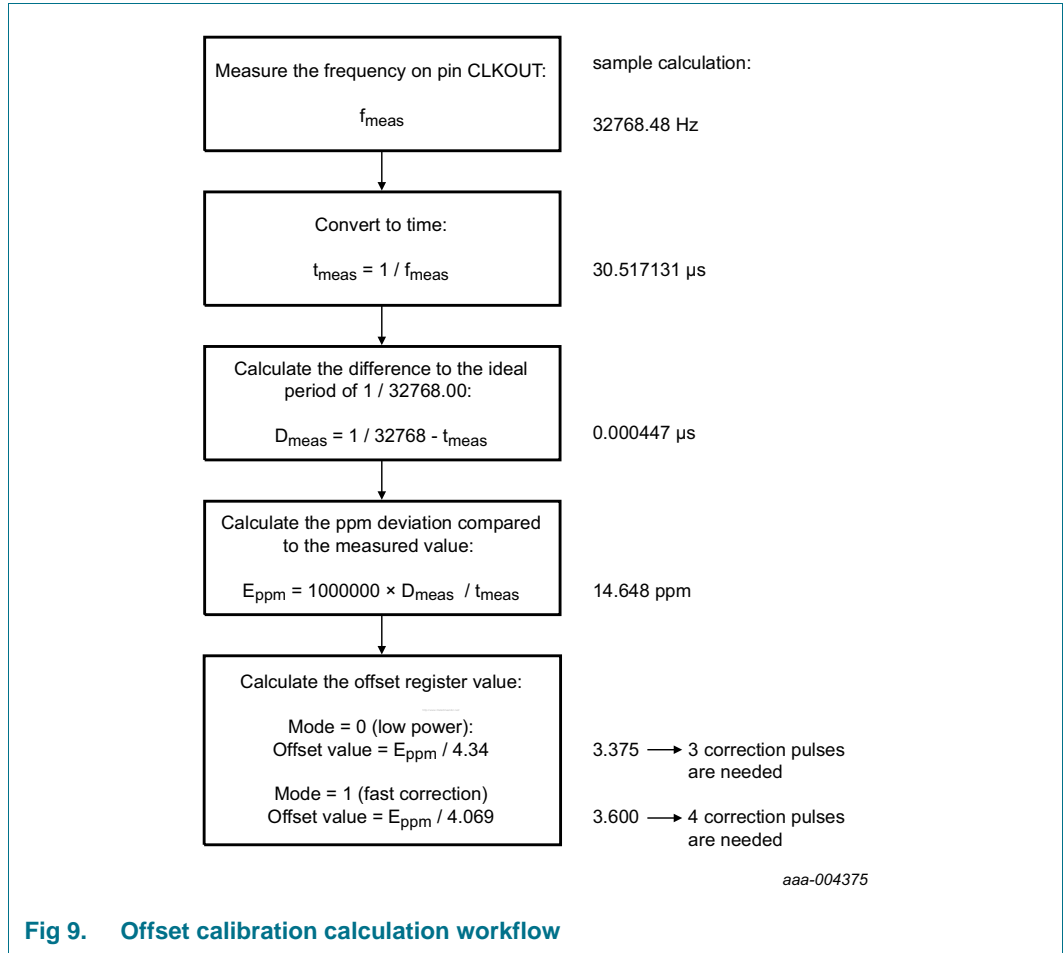 Measure the frequency on pin CLKOUT:
fmeas
sample calculation:
32768.48 Hz
Convert to time:
tmeas = 1 / fmeas
30.517131 µs
Calculate the difference to the ideal
period of 1 / 32768.00:
Dmeas = 1 / 32768 - tmeas
0.000447 µs
Calculate the ppm deviation compared
to the measured value:
Eppm = 1000000 × Dmeas / tmeas
14.648 ppm
Calculate the offset register value:
Mode = 0 (low power):
Offset value = Eppm / 4.34
3.375 → 3 correction pulses
are needed
Mode = 1 (fast correction)
Offset value = Eppm / 4.069
3.600 → 4 correction pulses
are needed
aaa-004375
Fig 9. Offset calibration calculation workflow